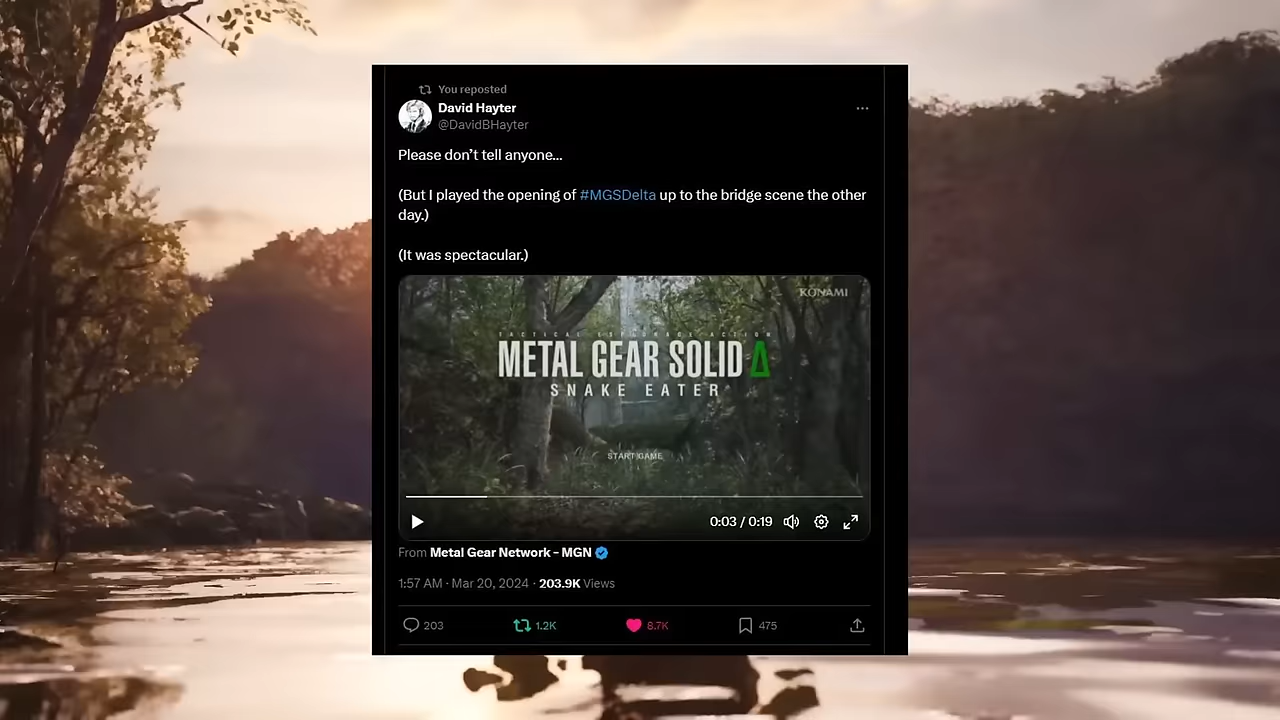 You reposted
David Hayter
@DavidBHayter
Please don't tell anyone...
(But I played the opening of #MGSDelta up to the bridge scene the other
day.)
(It was spectacular.)
KONAMI
TACTICAL ESPIONAGE ACTION
METAL GEAR SOLID Δ
SNAKE EATER
START GAME
0:03 / 0:19
From Metal Gear Network - MGN
1:57 AM · Mar 20, 2024 · 203.9K Views
203 1.2K 8.7K 475